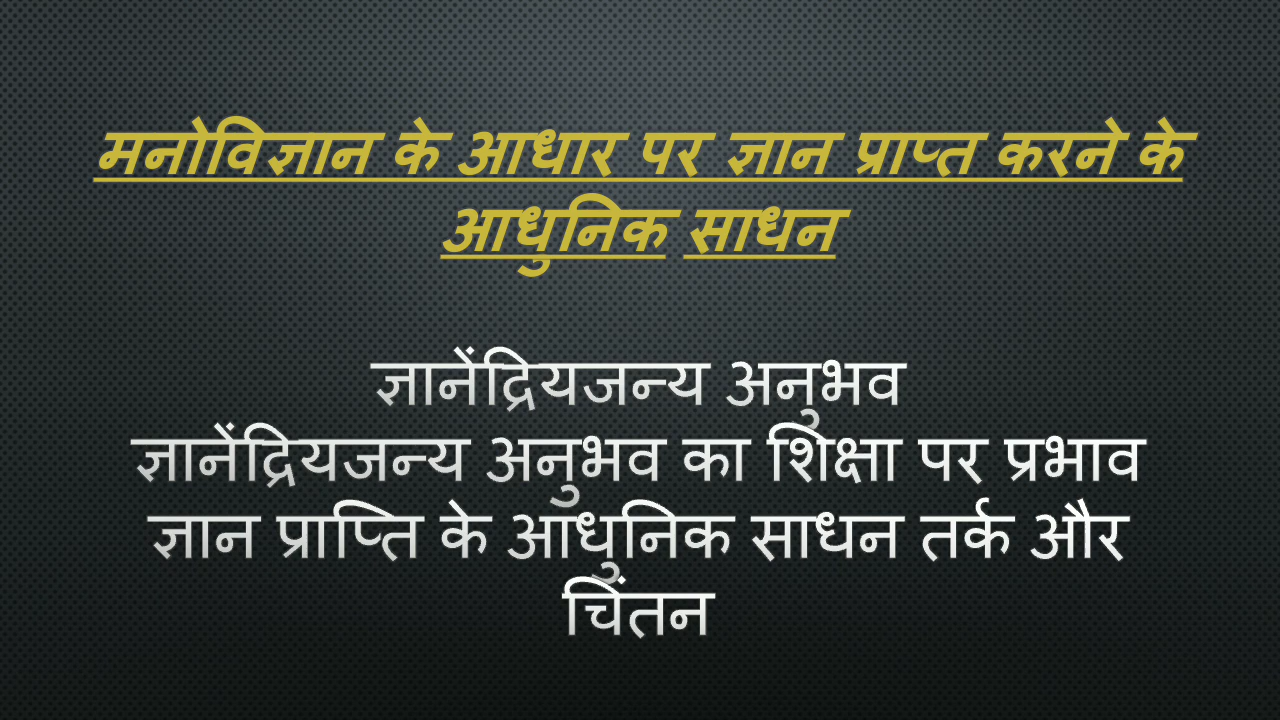 मनोविज्ञान के आधार पर ज्ञान प्राप्त करने के
आधुनिक साधन
ज्ञानेंद्रियजन्य अनुभव
ज्ञानेंद्रियजन्य अनुभव का शिक्षा पर प्रभाव
ज्ञान प्राप्ति के आधुनिक साधन तर्क और
चिंतन